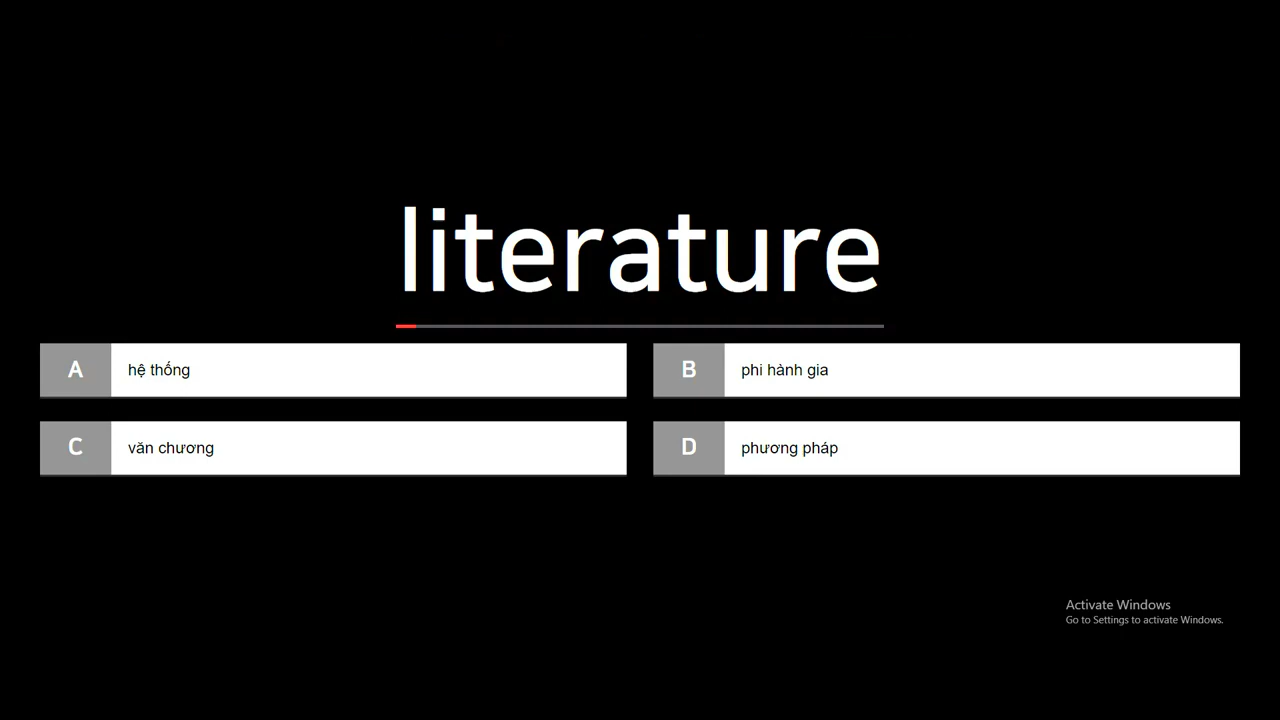 literature
A hệ thống
B phi hành gia
C văn chương
D phương pháp
Activate Windows
Go to Settings to activate Windows.